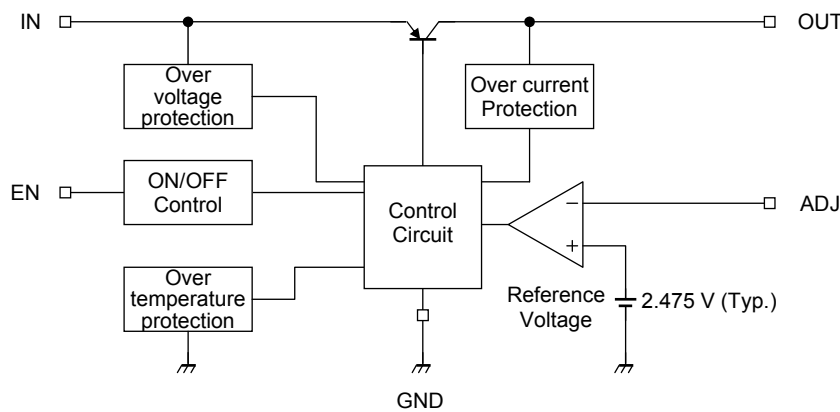 IN
OUT
Over
voltage
protection
Over current
Protection
EN
ON/OFF
Control
Control
Circuit
−
+
ADJ
Over
temperature
protection
Reference
Voltage
2.475 V (Typ.)
GND